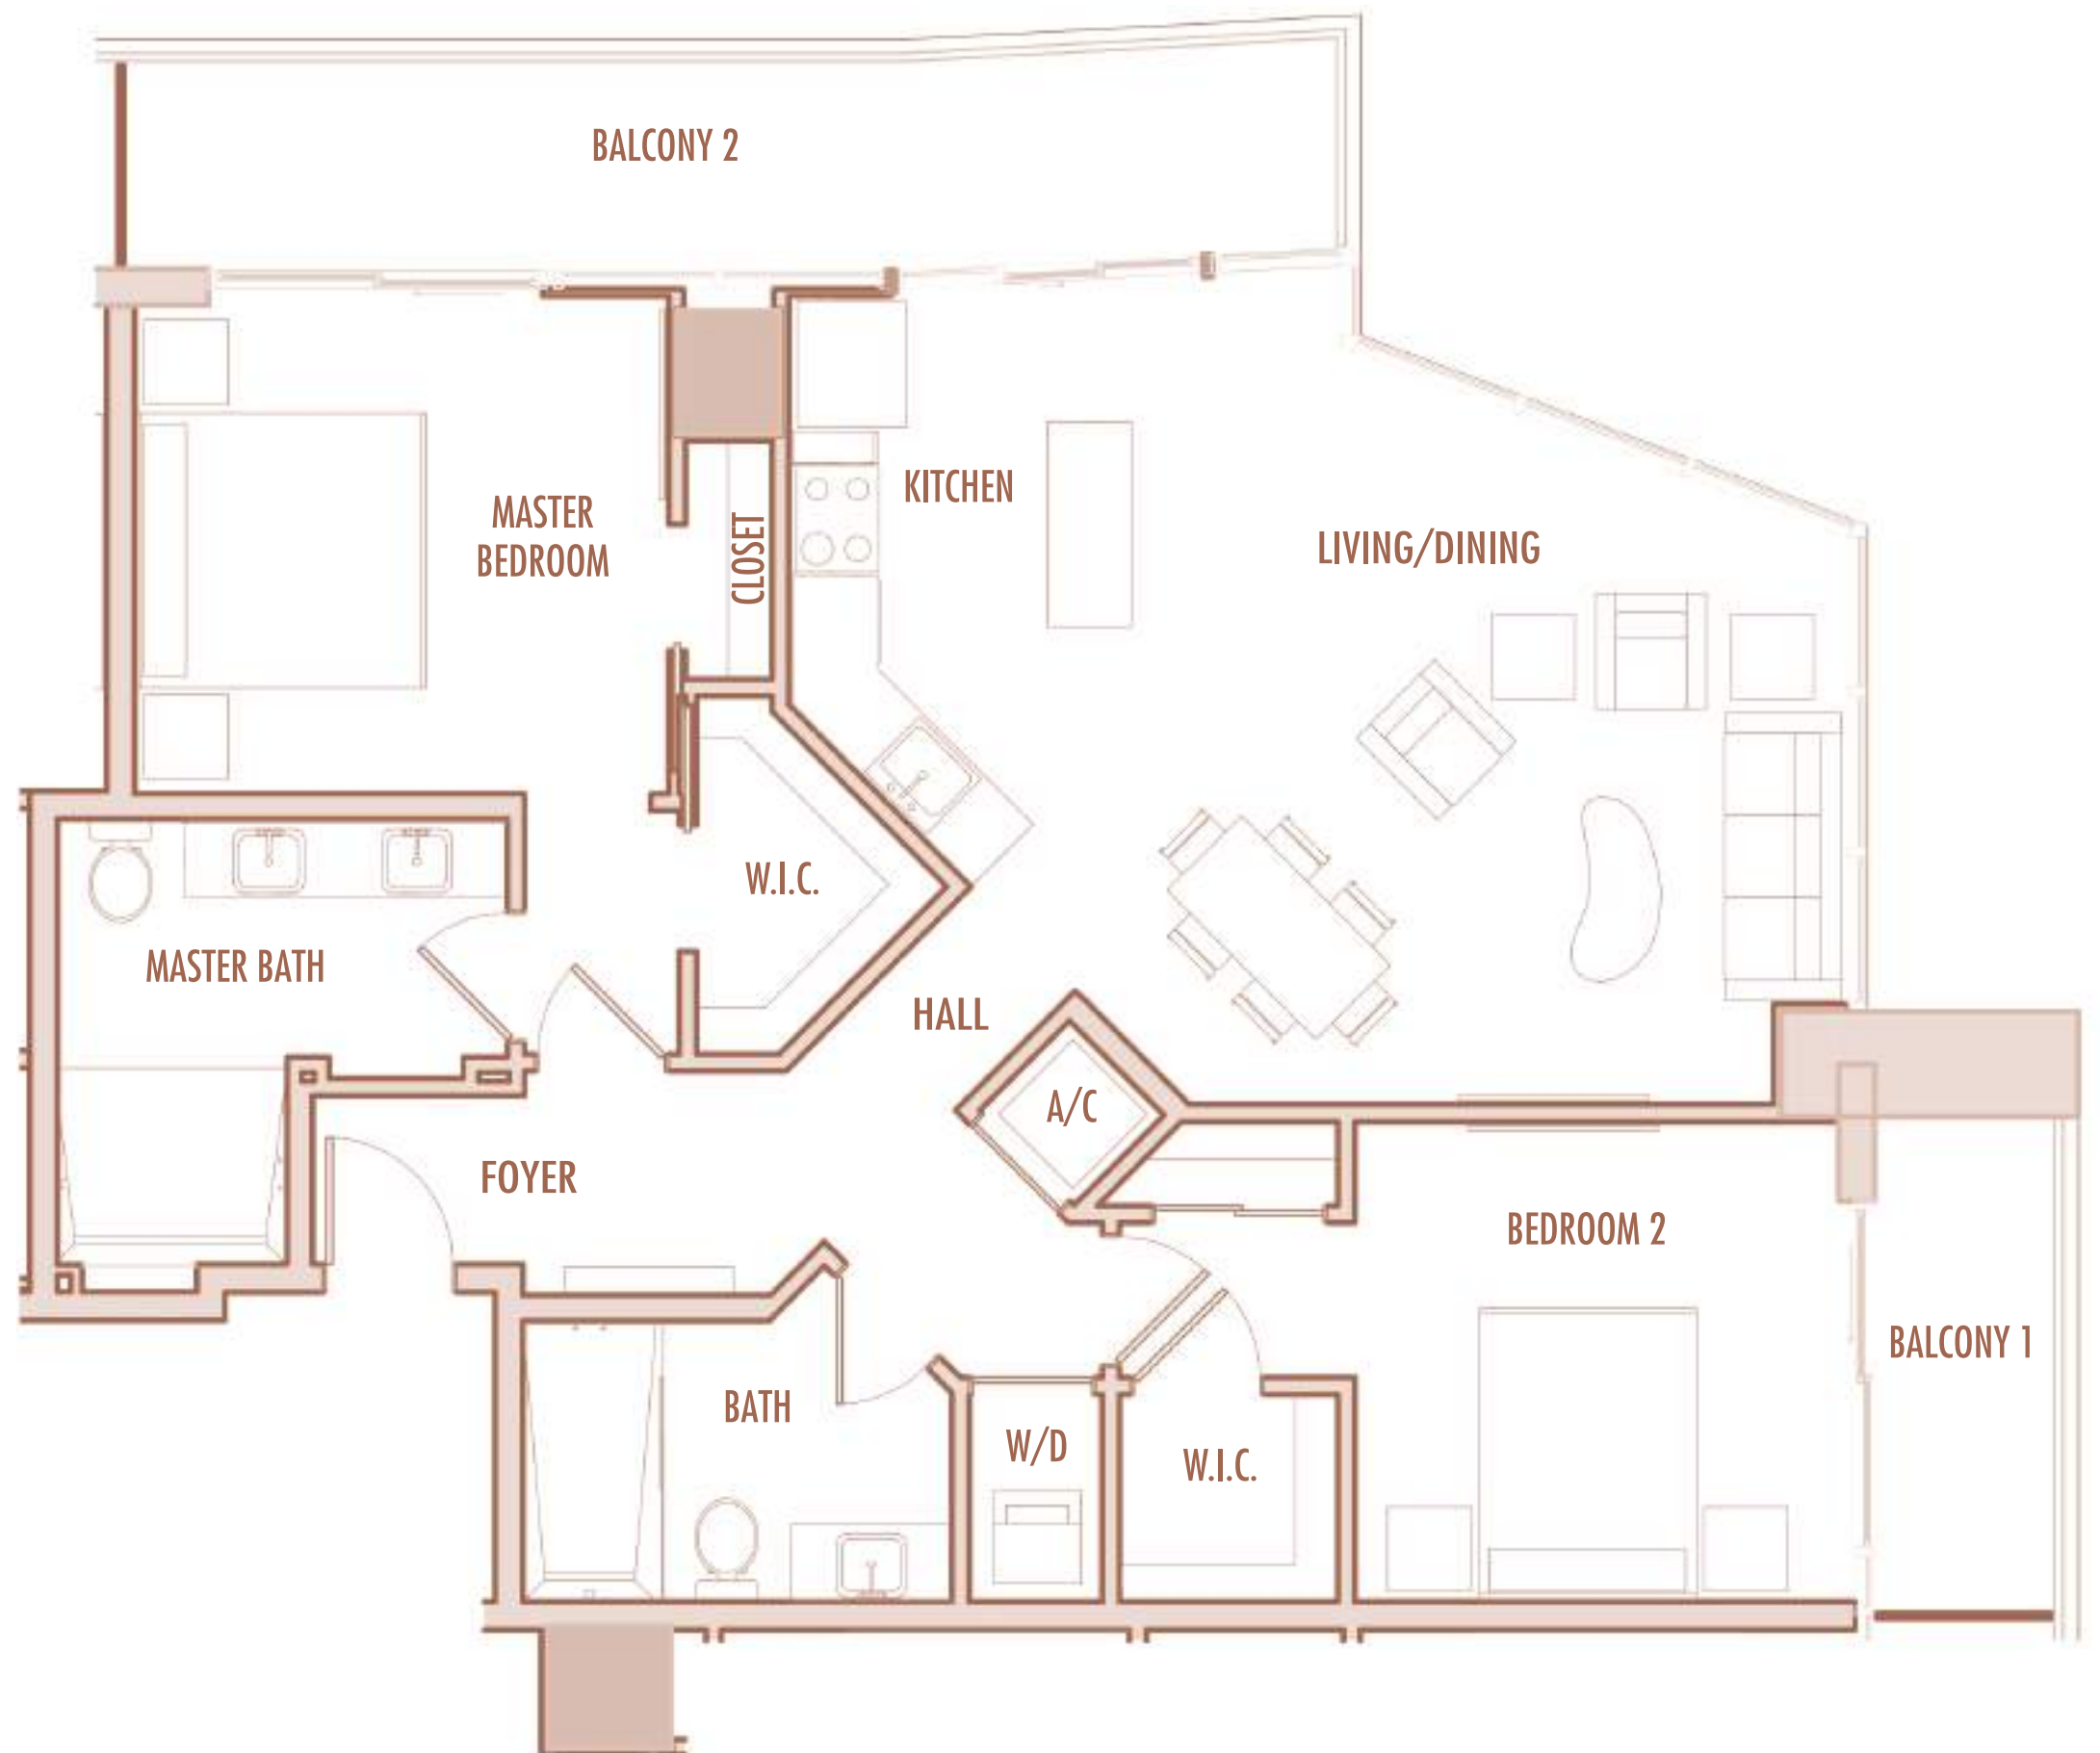 BALCONY 2
MASTER
BEDROOM
CLOSET
KITCHEN
LIVING/DINING
W.I.C.
MASTER BATH
HALL
A/C
FOYER
BEDROOM 2
BALCONY 1
BATH
W/D
W.I.C.